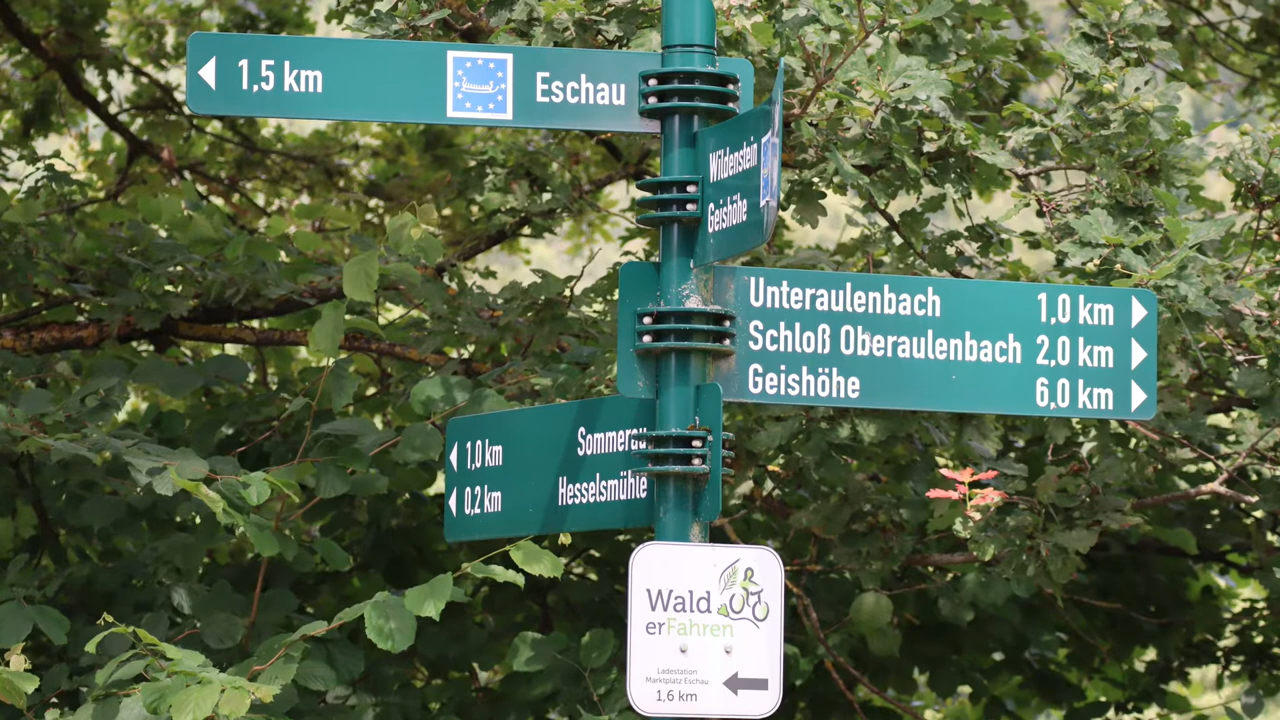 1,5 km Eschau
Wildenstein
Geishöhe
Unteraulenbach 1,0 km
Schloß Oberaulenbach 2,0 km
Geishöhe 6,0 km
1,0 km Sommerau
0,2 km Hesselsmühle
Wald
erFahren
Ladestation
Marktplatz Eschau
1,6 km